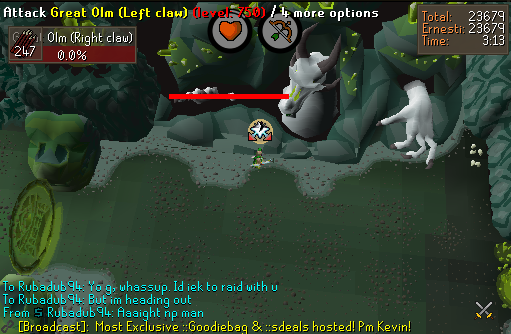 Attack Great Olm (Left claw) (level, 750) / 4 more options
Great Olm (Right claw)
247
0.0%
Total: 23679
Ernesti: 23679
Time: 3:13
To Rubadub94: Yo g, whassup. Id iek to raid with u
To Rubadub94: But im heading out
From S Rubadub94: Aaaight np man
[Broadcast]: Most Exclusive ::Goodiebag & ::sdeals hosted! Pm Kevin!